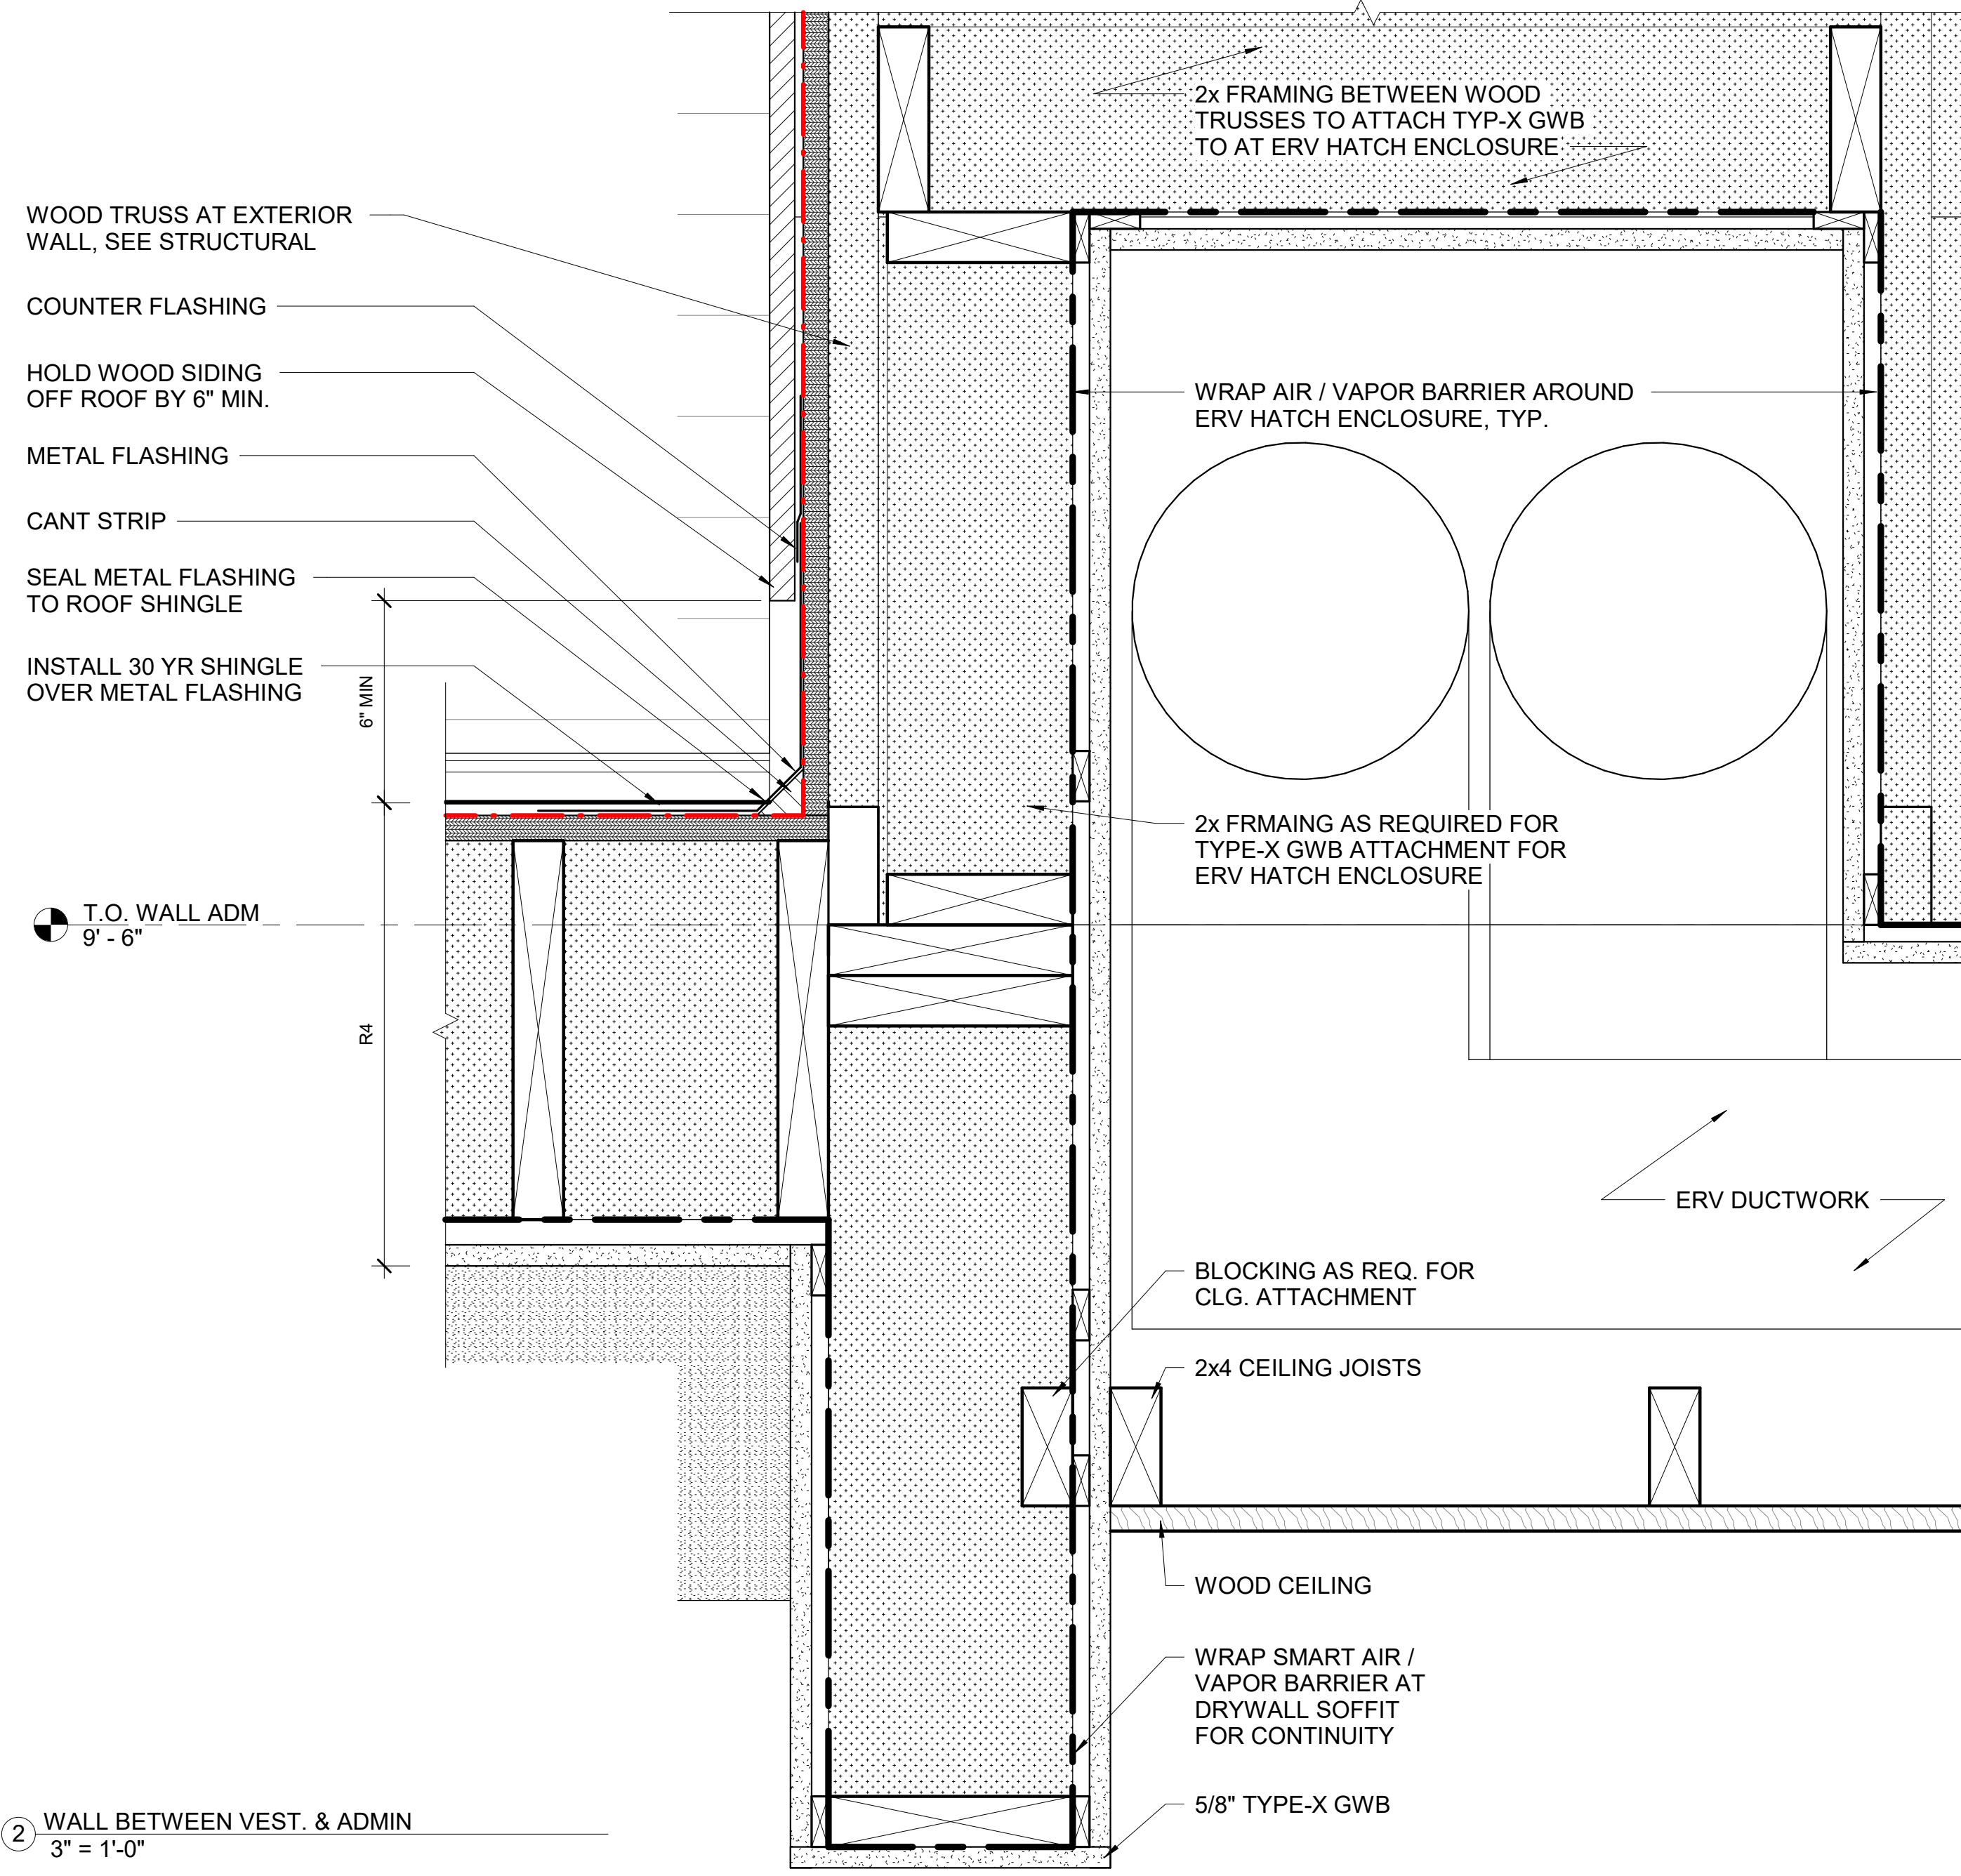 2x FRAMING BETWEEN WOOD
TRUSSES TO ATTACH TYP-X GWB
TO AT ERV HATCH ENCLOSURE
WOOD TRUSS AT EXTERIOR
WALL, SEE STRUCTURAL
COUNTER FLASHING
HOLD WOOD SIDING
OFF ROOF BY 6" MIN.
METAL FLASHING
CANT STRIP
SEAL METAL FLASHING
TO ROOF SHINGLE
INSTALL 30 YR SHINGLE
OVER METAL FLASHING
6" MIN
R4
T.O. WALL ADM
9' - 6"
WRAP AIR / VAPOR BARRIER AROUND
ERV HATCH ENCLOSURE, TYP.
2x FRMAING AS REQUIRED FOR
TYPE-X GWB ATTACHMENT FOR
ERV HATCH ENCLOSURE
ERV DUCTWORK
BLOCKING AS REQ. FOR
CLG. ATTACHMENT
2x4 CEILING JOISTS
WOOD CEILING
WRAP SMART AIR /
VAPOR BARRIER AT
DRYWALL SOFFIT
FOR CONTINUITY
5/8" TYPE-X GWB
2 WALL BETWEEN VEST. & ADMIN
3" = 1'-0"